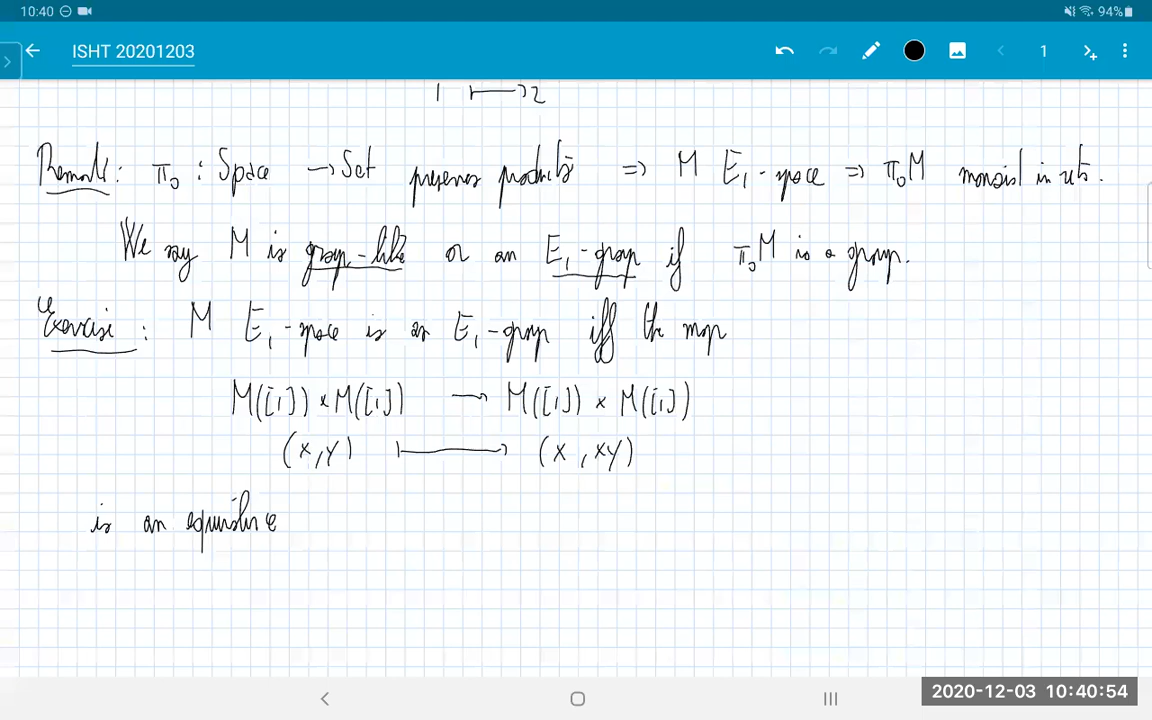 10:40 94%
ISHT 20201203 1
1 ↦ 2
Remark: π₀ : Space → Set preserves products ⇒ M E₁-space ⇒ π₀M monoid in sets.
We say M is group-like or an E₁-group if π₀M is a group.
Exercise: M E₁-space is an E₁-group iff the map
M([1]) × M([1]) → M([1]) × M([1])
(x,y) ↦ (x, xy)
is an equivalence
2020-12-03 10:40:54